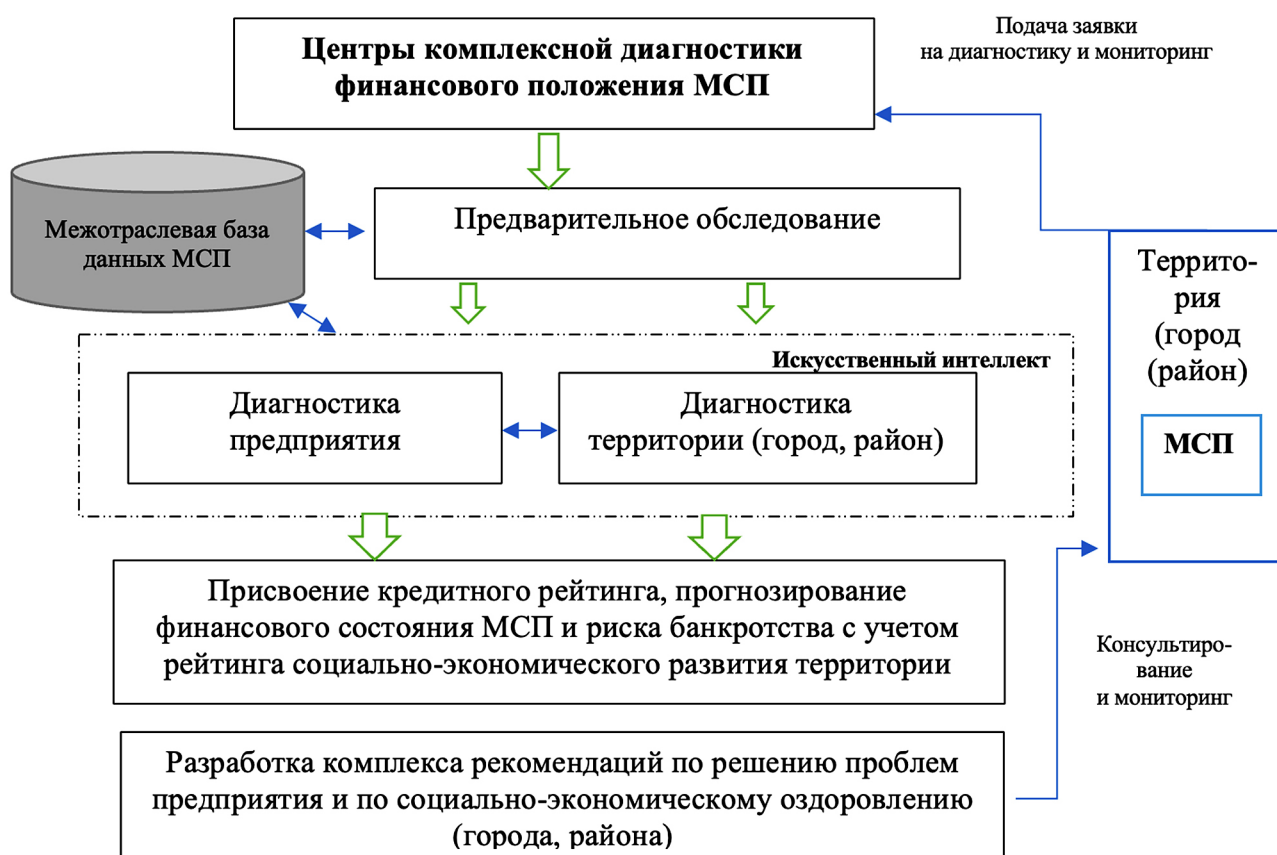 Центры комплексной диагностики
финансового положения МСП
Подача заявки
на диагностику и мониторинг
Межотраслевая база
данных МСП
Предварительное обследование
Террито-
рия
(город
(район)
МСП
Искусственный интеллект
Диагностика
предприятия
Диагностика
территории (город, район)
Присвоение кредитного рейтинга, прогнозирование
финансового состояния МСП и риска банкротства с учетом
рейтинга социально-экономического развития территории
Консультиро-
вание
и мониторинг
Разработка комплекса рекомендаций по решению проблем
предприятия и по социально-экономическому оздоровлению
(города, района)